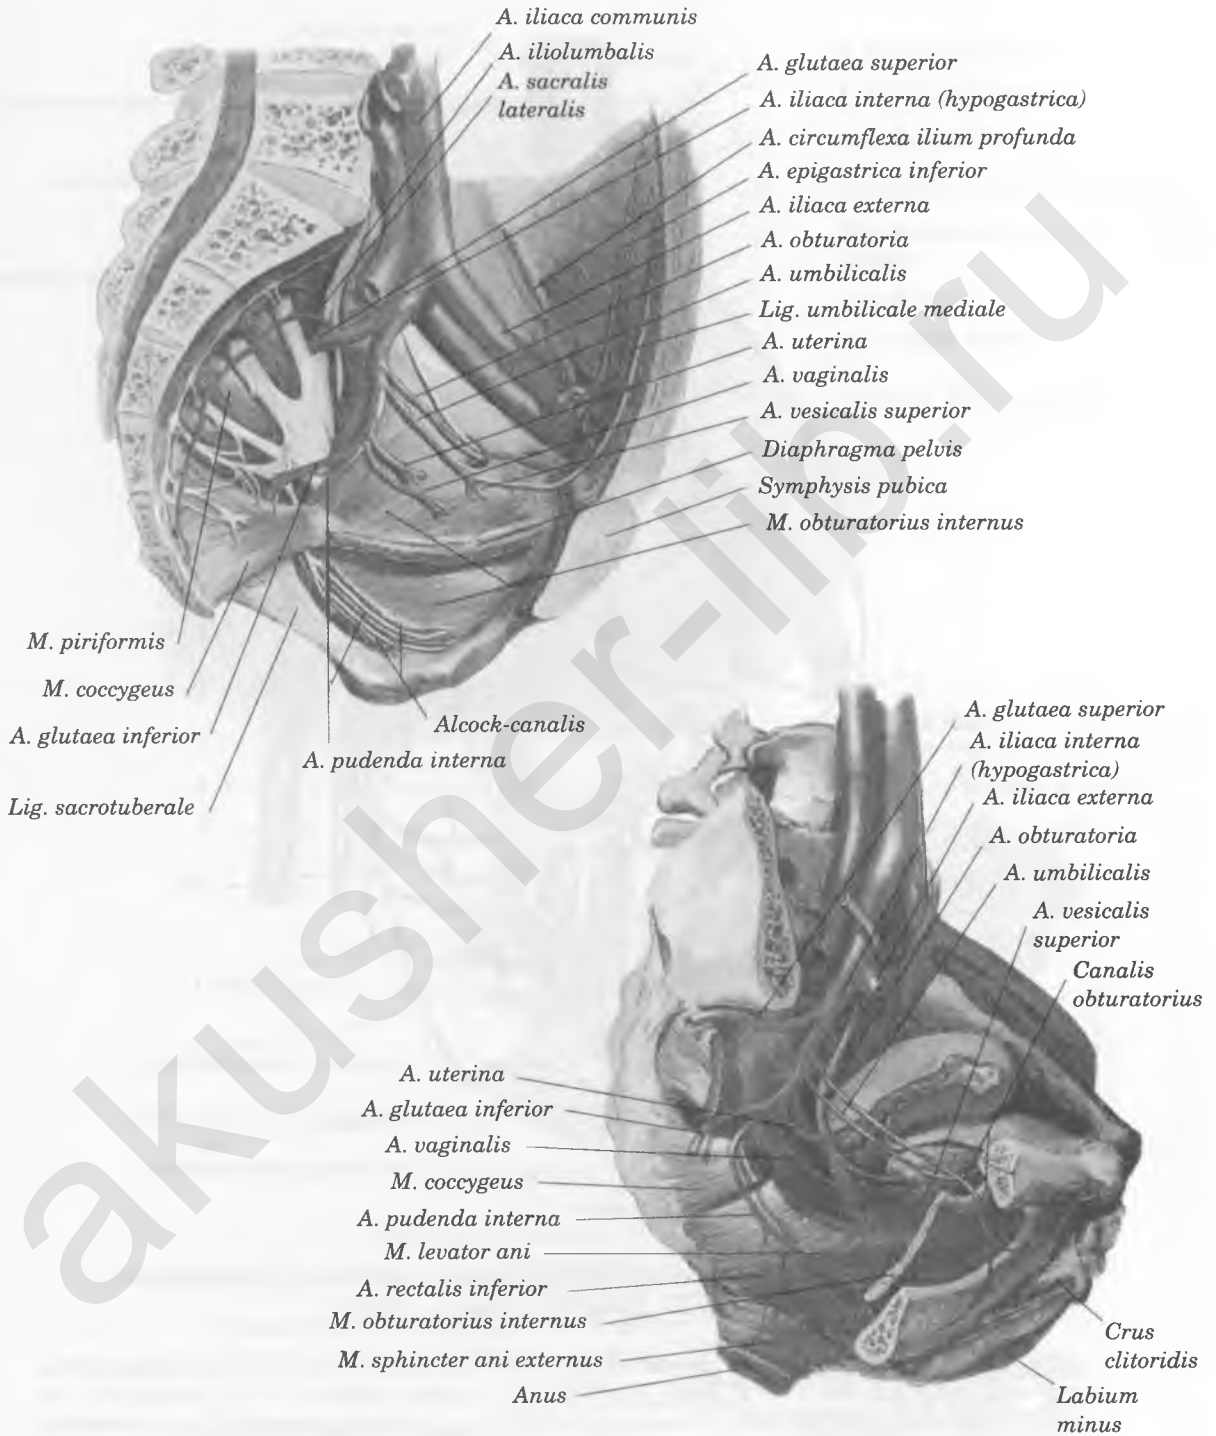 A. iliaca communis
A. iliolumbalis
A. sacralis
lateralis
A. glutaea superior
A. iliaca interna (hypogastrica)
A. circumflexa ilium profunda
A. epigastrica inferior
A. iliaca externa
A. obturatoria
A. umbilicalis
Lig. umbilicale mediale
A. uterina
A. vaginalis
A. vesicalis superior
Diaphragma pelvis
Symphysis pubica
M. obturatorius internus
M. piriformis
M. coccygeus
A. glutaea inferior
Lig. sacrotuberale
Alcock-canalis
A. pudenda interna
A. glutaea superior
A. iliaca interna
(hypogastrica)
A. iliaca externa
A. obturatoria
A. umbilicalis
A. vesicalis
superior
Canalis
obturatorius
A. uterina
A. glutaea inferior
A. vaginalis
M. coccygeus
A. pudenda interna
M. levator ani
A. rectalis inferior
M. obturatorius internus
M. sphincter ani externus
Anus
Crus
clitoridis
Labium
minus
akusher-lib.ru